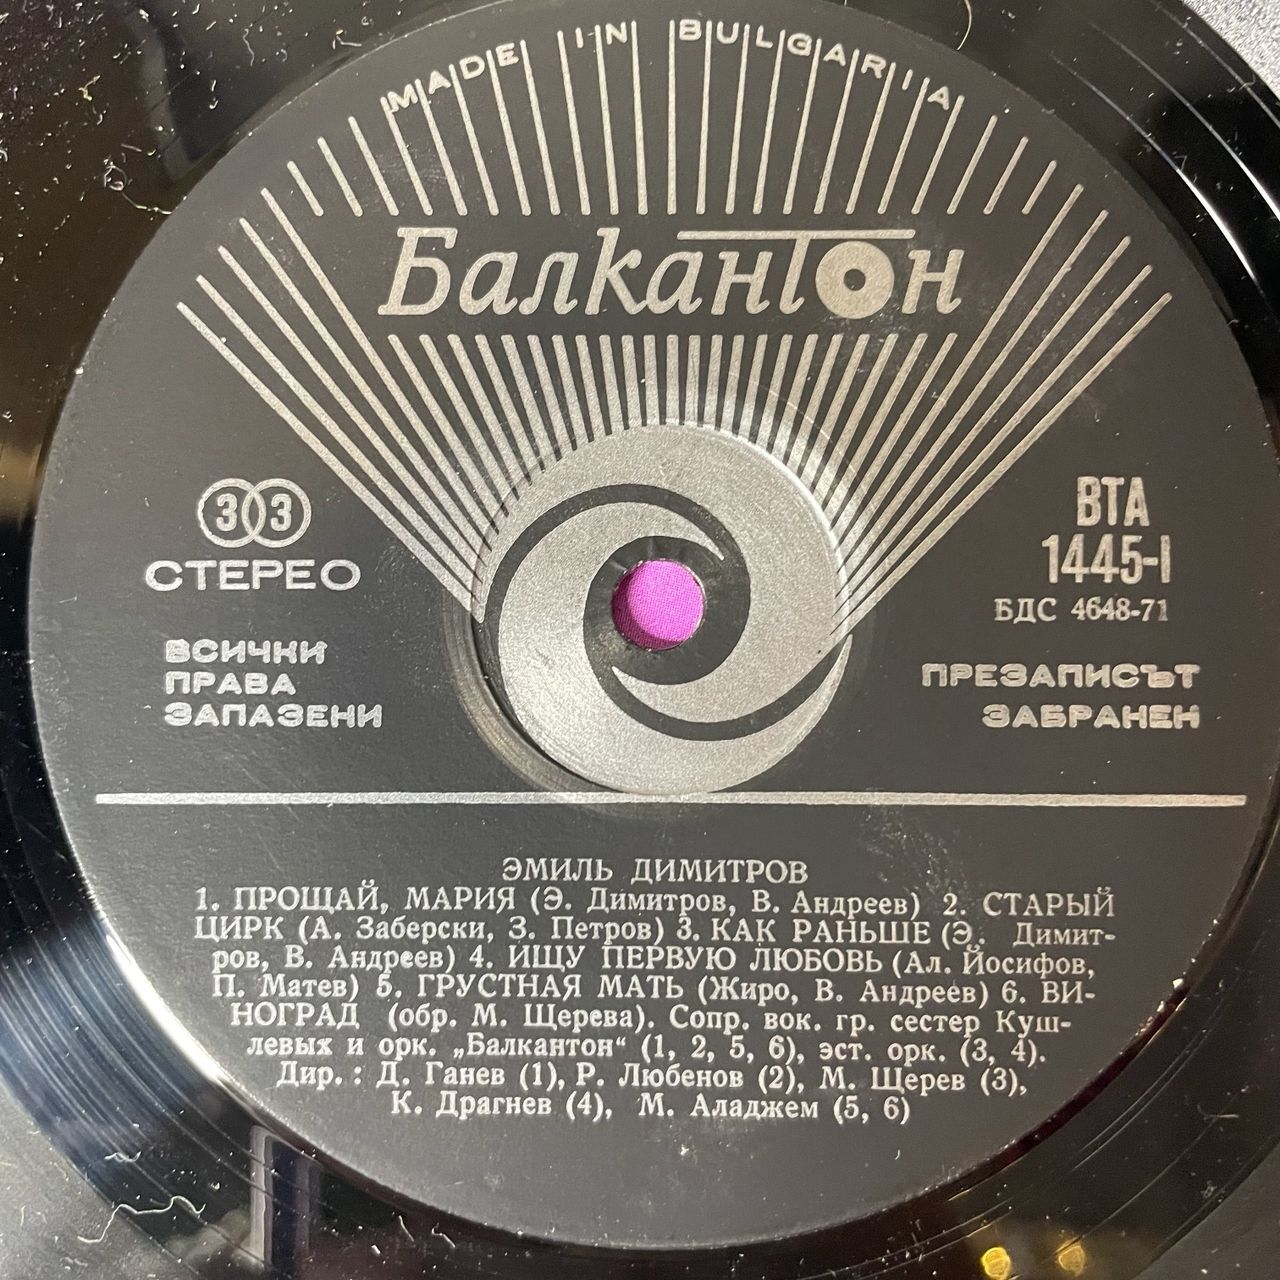 MADE IN BULGARIA
Балкантон
33
СТЕРЕО
ВСИЧКИ
ПРАВА
ЗАПАЗЕНИ
ВТА
1445-I
БДС 4648-71
ПРЕЗАПИСЪТ
ЗАБРАНЕН
ЭМИЛЬ ДИМИТРОВ
1. ПРОЩАЙ, МАРИЯ (Э. Димитров, В. Андреев) 2. СТАРЫЙ
ЦИРК (А. Заберски, З. Петров) 3. КАК РАНЬШЕ (Э. Димит-
ров, В. Андреев) 4. ИЩУ ПЕРВУЮ ЛЮБОВЬ (Ал. Йосифов,
П. Матев) 5. ГРУСТНАЯ МАТЬ (Жиро, В. Андреев) 6. ВИ-
НОГРАД (обр. М. Щерева). Сопр. вок. гр. сестер Куш-
левых и орк. „Балкантон“ (1, 2, 5, 6), эст. орк. (3, 4).
Дир. : Д. Ганев (1), Р. Любенов (2), М. Щерев (3),
К. Драгнев (4), М. Аладжем (5, 6)